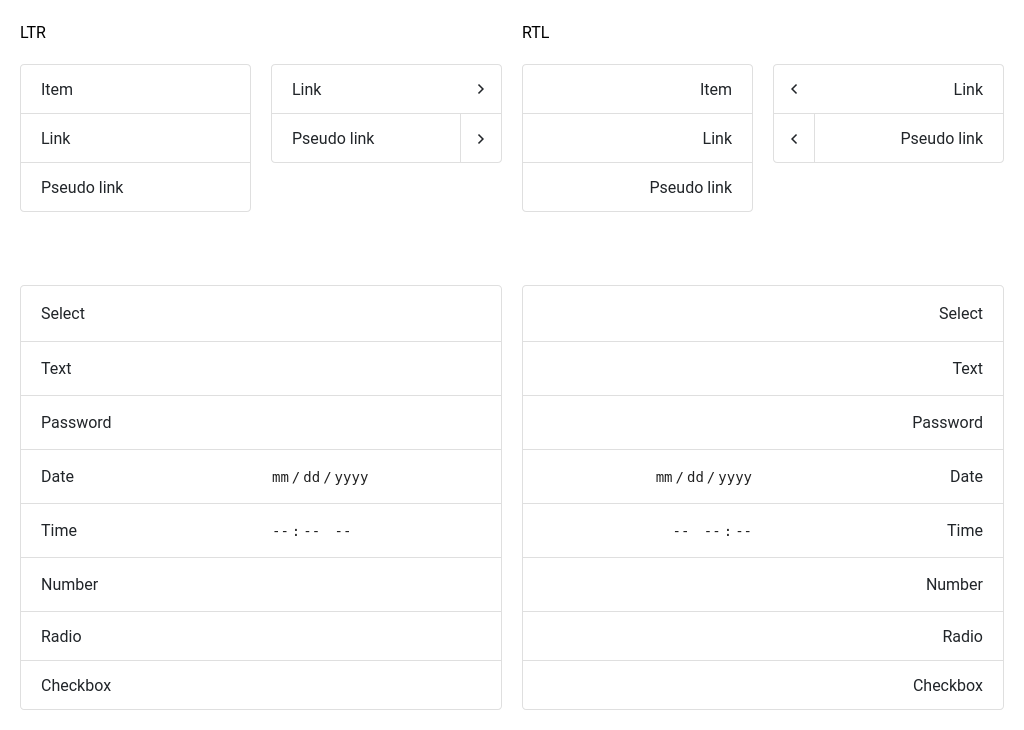 LTR
Item
Link
Pseudo link
Link
Pseudo link
Select
Text
Password
Date mm/dd/yyyy
Time --:-- --
Number
Radio
Checkbox
RTL
Item
Link
Pseudo link
Link
Pseudo link
Select
Text
Password
mm/dd/yyyy Date
-- --:-- Time
Number
Radio
Checkbox